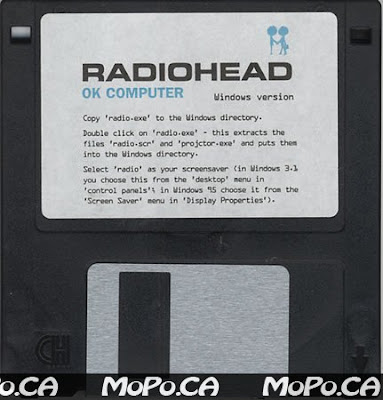 RADIOHEAD
OK COMPUTER
Windows version
Copy 'radio.exe' to the Windows directory.
Double click on 'radio.exe' - this extracts the
files 'radio.scr' and 'projctor.exe' and puts them
into the Windows directory.
Select 'radio' as your screensaver (in Windows 3.1
you choose this from the 'desktop' menu in
'control panels'; in Windows 95 choose it from the
'Screen Saver' menu in 'Display Properties').
MoPo.CA MoPo.CA MoPo.CA